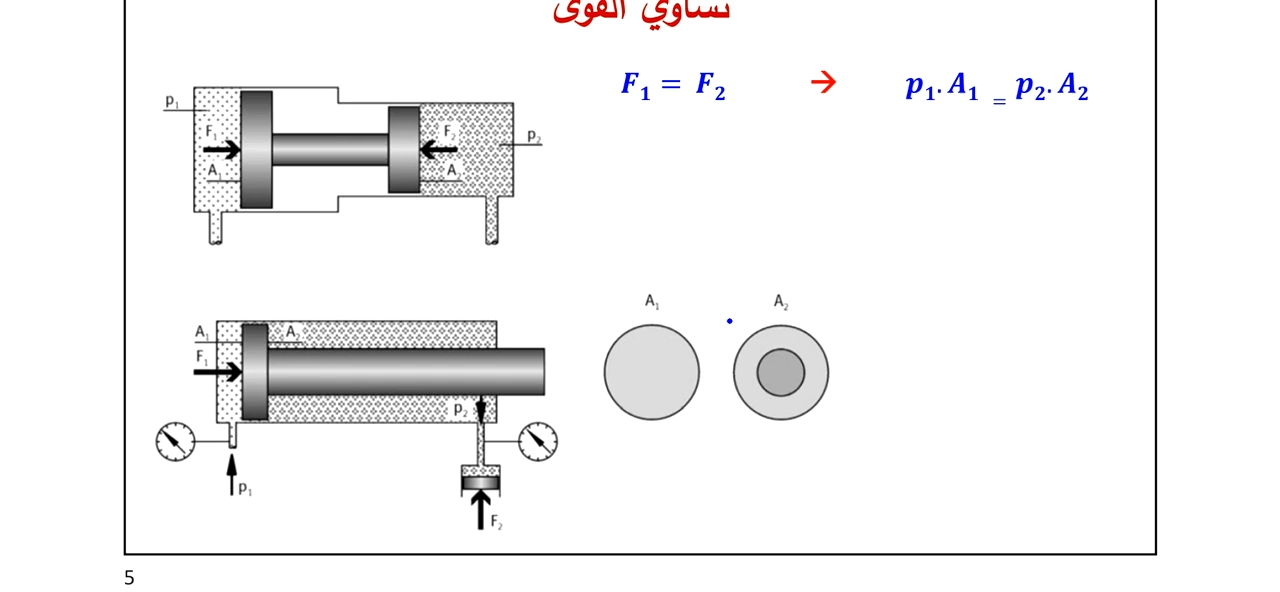 تساوي القوى
F₁ = F₂ → p₁. A₁ = p₂. A₂
p₁
F₁
F₂
p₂
A₁
A₂
A₁
A₂
A₁
A₂
F₁
p₂
p₁
F₂
5